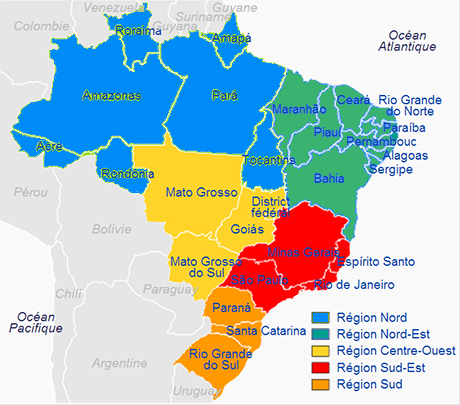 Venezuela
Guyane
Suriname
Guyana
Colombie
Roraima
Amapá
Océan
Atlantique
Amazonas
Pará
Maranhão
Ceará
Rio Grande
do Norte
Paraíba
Piauí
Pernambouc
Alagoas
Sergipe
Acre
Rondônia
Tocantins
Bahia
Mato Grosso
District
fédéral
Goiás
Pérou
Bolivie
Mato Grosso
do Sul
Minas Gerais
Espírito Santo
São Paulo
Rio de Janeiro
Chili
Paraguay
Paraná
Océan
Pacifique
Santa Catarina
Rio Grande
do Sul
Argentine
Uruguay
Région Nord
Région Nord-Est
Région Centre-Ouest
Région Sud-Est
Région Sud